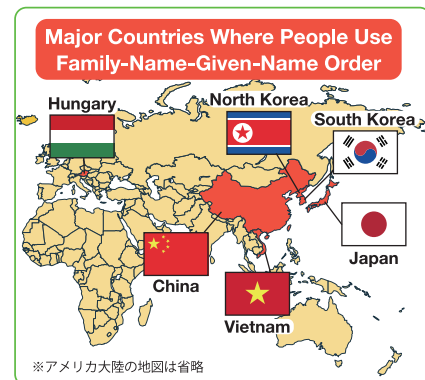 Major Countries Where People Use
Family-Name-Given-Name Order
Hungary
North Korea
South Korea
China
Japan
Vietnam
※アメリカ大陸の地図は省略